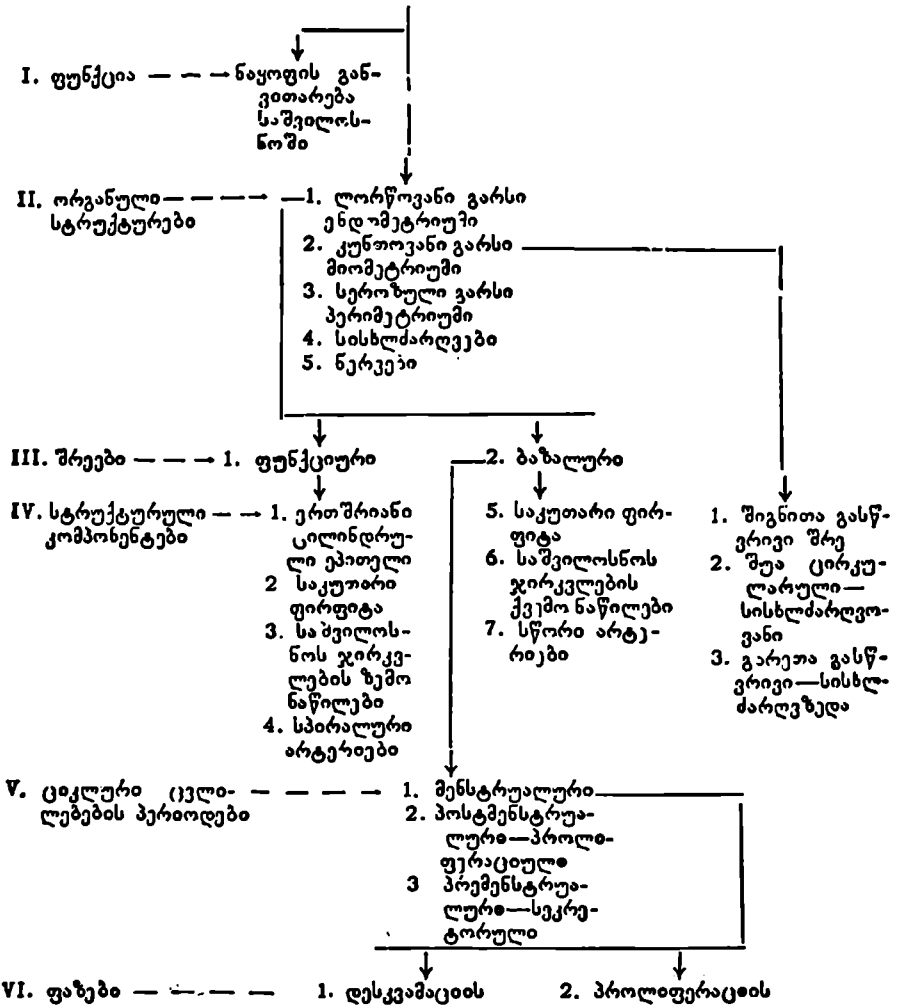 I. ფუნქცია — — → ნაყოფის გან-
ვითარება
საშვილოს-
ნოში
II. ორგანული — — — → 1. ლორწოვანი გარსი
სტრუქტურები
ენდომეტრიუმი
2. კუნთოვანი გარსი
მიომეტრიუმი
3. სეროზული გარსი
პერიმეტრიუმი
4. სისხლძარღვები
5. ნერვები
III. შრეები — — → 1. ფუნქციური
2. ბაზალური
IV. სტრუქტურული — → 1. ერთშრიანი
კომპონენტები
ცილინდრუ-
ლი ეპითელი
2 საკუთარი
ფირფიტა
3. საშვილოს-
ნოს ჯირკვ-
ლების ზემო
ნაწილები
4. სპირალური
არტერიები
5. საკუთარი ფირ-
ფიტა
6. საშვილოსნოს
ჯირკვლების
ქვემო ნაწილები
7. სწორი არტე-
რიები
1. შიგნითა გასწ-
ვრივი შრე
2. შუა ცირკუ-
ლარული—
სისხლძარღვო-
ვანი
3. გარეთა გასწ-
ვრივი—სისხლ-
ძარღვზედა
V. ციკლური ცვლი- — — — → 1. მენსტრუალური
ლებების პერიოდები
2. პოსტმენსტრუა-
ლური—პროლი-
ფერაციული
3 პრემენსტრუა-
ლური—სეკრე-
ტორული
VI. ფაზები — — — — 1. დესკვამაციის
2. პროლიფერაციის